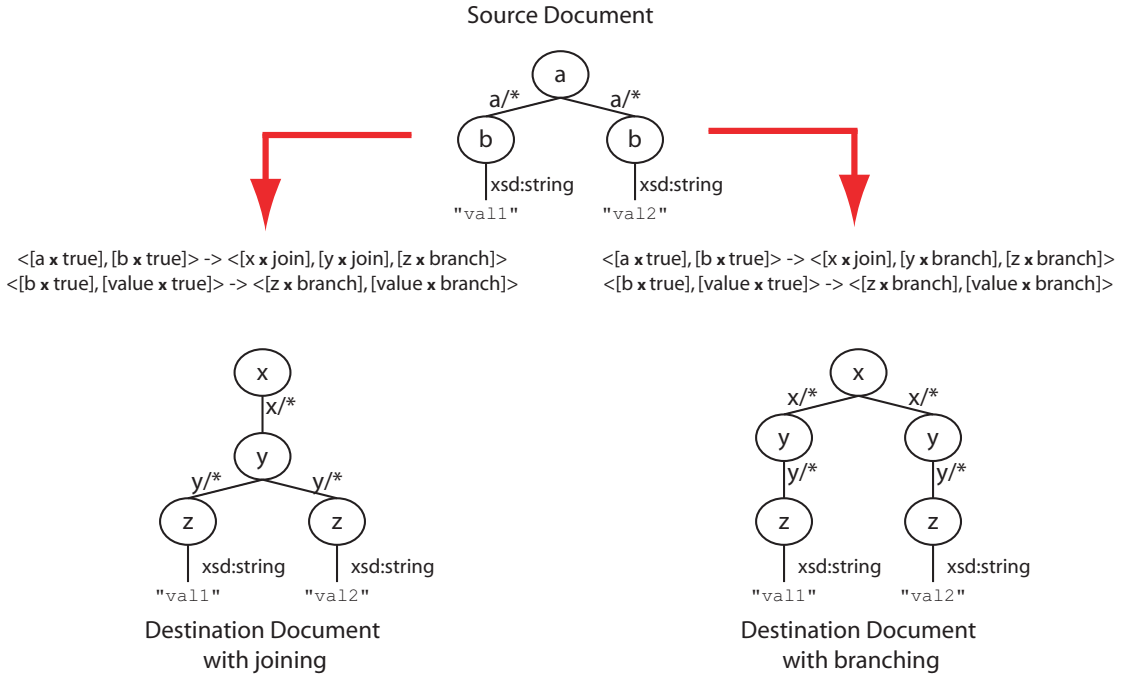 Source Document
a
a/* a/*
b b
xsd:string xsd:string
"val1" "val2"
<[a x true], [b x true]> -> <[x x join], [y x join], [z x branch]>
<[b x true], [value x true]> -> <[z x branch], [value x branch]>
<[a x true], [b x true]> -> <[x x join], [y x branch], [z x branch]>
<[b x true], [value x true]> -> <[z x branch], [value x branch]>
x
x/*
y
y/* y/*
z z
xsd:string xsd:string
"val1" "val2"
Destination Document
with joining
x
x/* x/*
y y
y/* y/*
z z
xsd:string xsd:string
"val1" "val2"
Destination Document
with branching